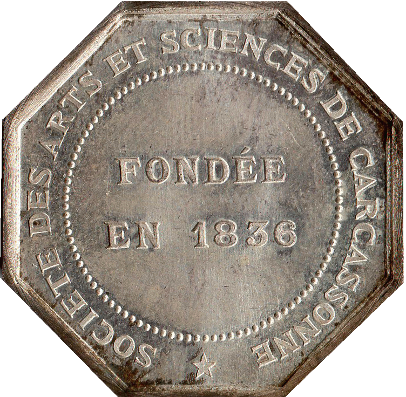 SOCIETE DES ARTS ET SCIENCES DE CARCASSONNE
FONDÉE
EN 1836